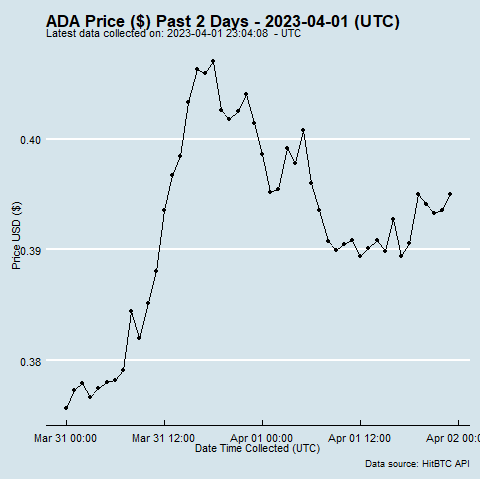 ADA Price ($) Past 2 Days - 2023-04-01 (UTC)
Latest data collected on: 2023-04-01 23:04:08 - UTC
Price USD ($)
0.40
0.39
0.38
Mar 31 00:00 Mar 31 12:00 Apr 01 00:00 Apr 01 12:00 Apr 02 00:00
Date Time Collected (UTC)
Data source: HitBTC API